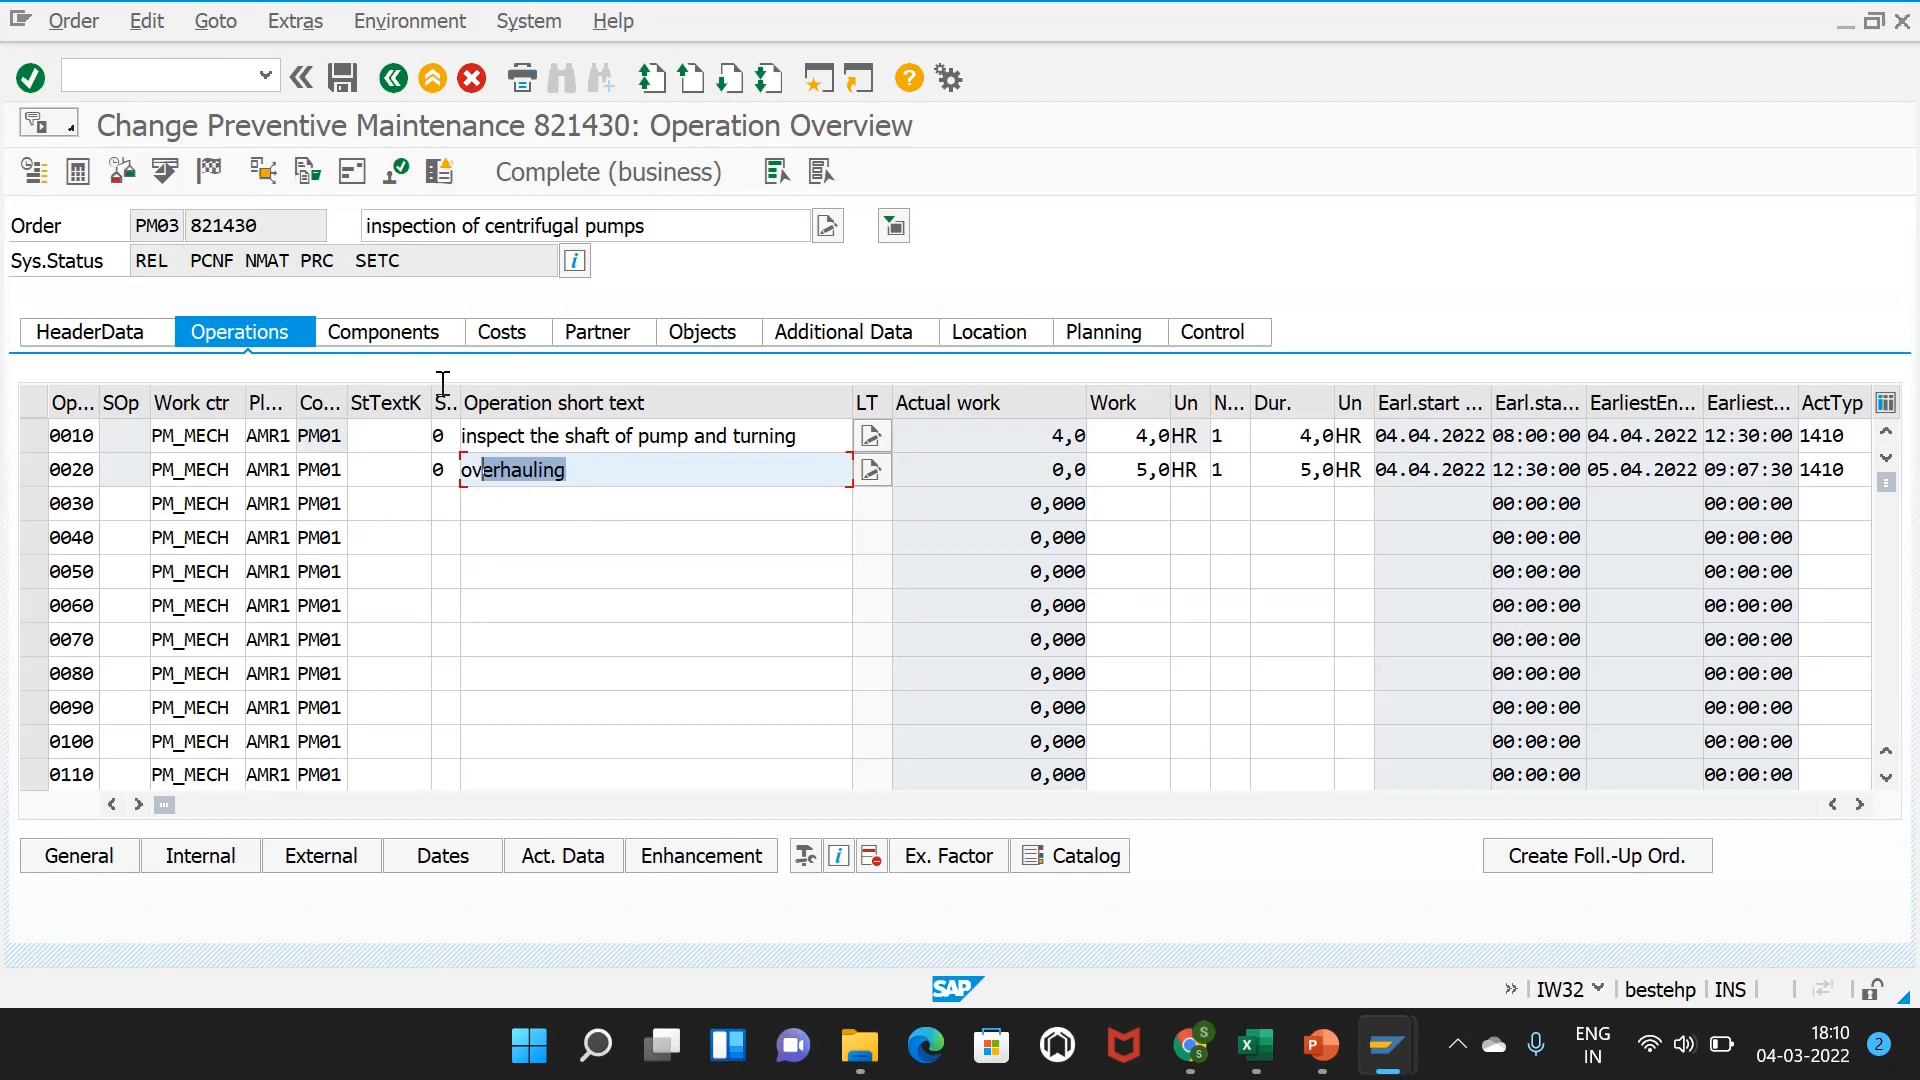 Order Edit Goto Extras Environment System Help
Change Preventive Maintenance 821430: Operation Overview
Complete (business)
Order PM03 821430 inspection of centrifugal pumps
Sys.Status REL PCNF NMAT PRC SETC
HeaderData Operations Components Costs Partner Objects Additional Data Location Planning Control
Op... SOp Work ctr Pl... Co... StTextK S.. Operation short text LT Actual work Work Un N... Dur. Un Earl.start ... Earl.sta... EarliestEn... Earliest... ActTyp
0010 PM_MECH AMR1 PM01 0 inspect the shaft of pump and turning 4,0 4,0 HR 1 4,0 HR 04.04.2022 08:00:00 04.04.2022 12:30:00 1410
0020 PM_MECH AMR1 PM01 0 overhauling 0,0 5,0 HR 1 5,0 HR 04.04.2022 12:30:00 05.04.2022 09:07:30 1410
0030 PM_MECH AMR1 PM01 0,000 00:00:00 00:00:00
0040 PM_MECH AMR1 PM01 0,000 00:00:00 00:00:00
0050 PM_MECH AMR1 PM01 0,000 00:00:00 00:00:00
0060 PM_MECH AMR1 PM01 0,000 00:00:00 00:00:00
0070 PM_MECH AMR1 PM01 0,000 00:00:00 00:00:00
0080 PM_MECH AMR1 PM01 0,000 00:00:00 00:00:00
0090 PM_MECH AMR1 PM01 0,000 00:00:00 00:00:00
0100 PM_MECH AMR1 PM01 0,000 00:00:00 00:00:00
0110 PM_MECH AMR1 PM01 0,000 00:00:00 00:00:00
General Internal External Dates Act. Data Enhancement Ex. Factor Catalog Create Foll.-Up Ord.
SAP IW32 bestehp INS
ENG 18:10
IN 04-03-2022 2